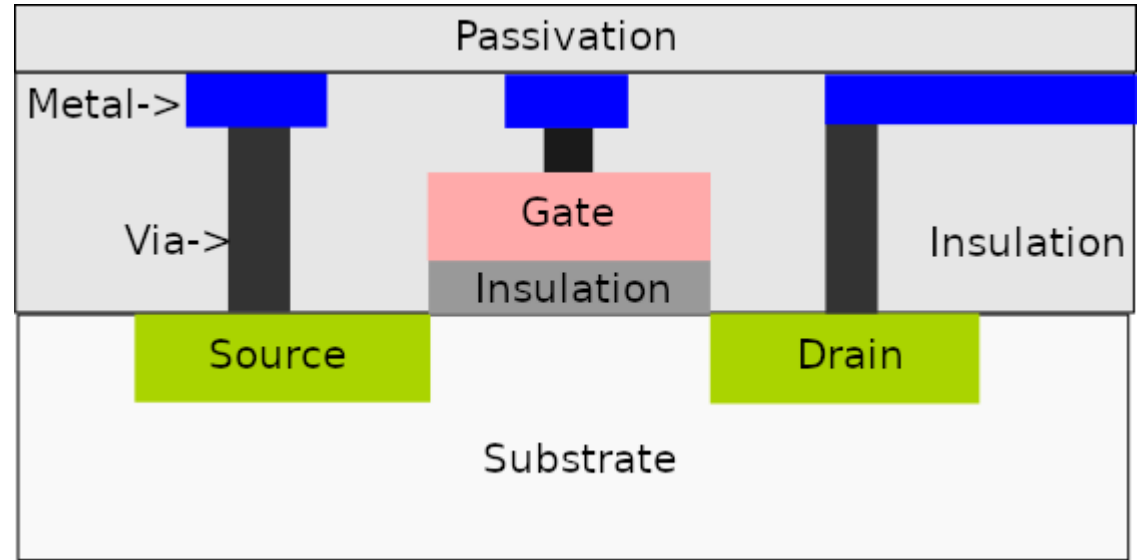 Passivation
Metal->
Gate
Via->
Insulation
Insulation
Source
Drain
Substrate